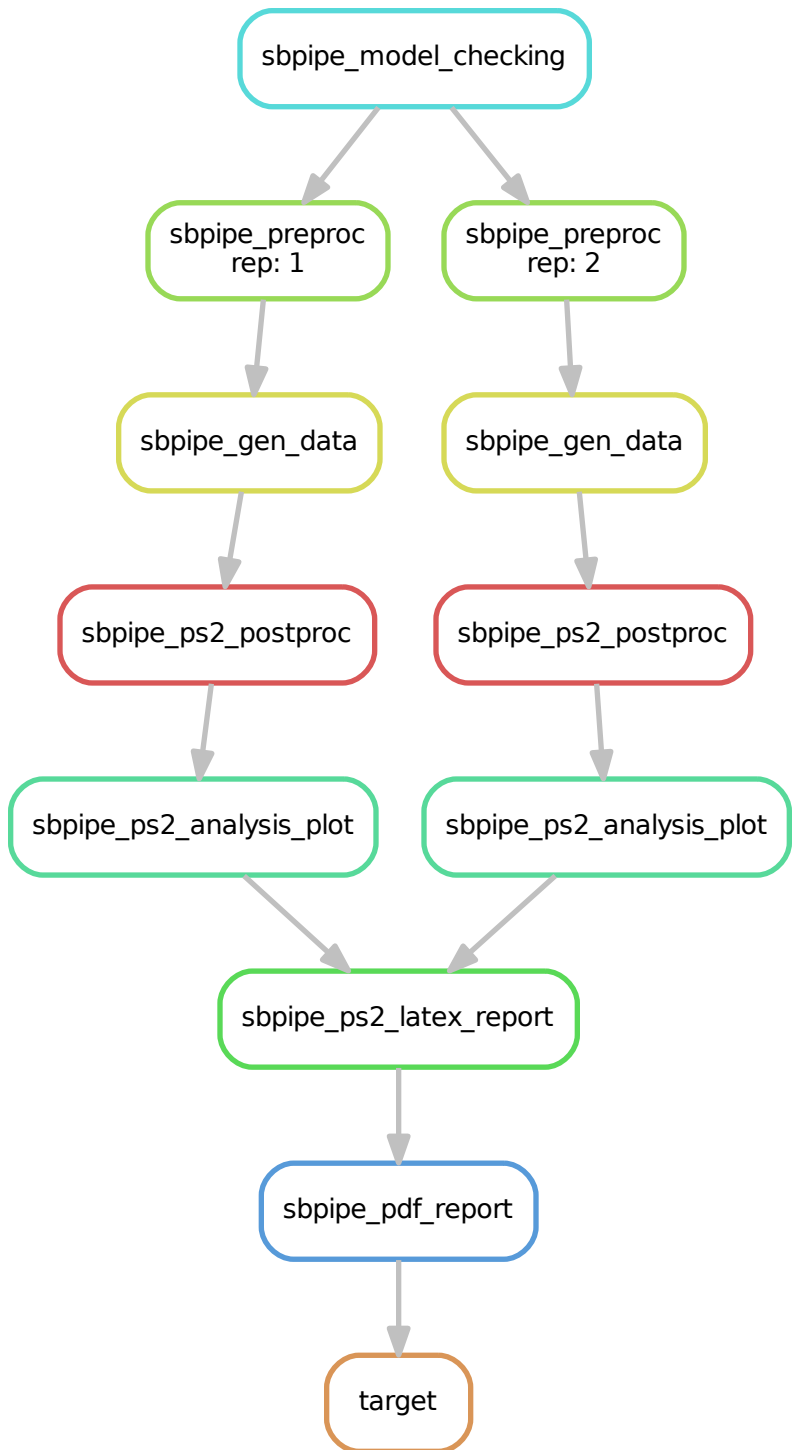 sbpipe_model_checking
sbpipe_preproc
rep: 1
sbpipe_preproc
rep: 2
sbpipe_gen_data
sbpipe_gen_data
sbpipe_ps2_postproc
sbpipe_ps2_postproc
sbpipe_ps2_analysis_plot
sbpipe_ps2_analysis_plot
sbpipe_ps2_latex_report
sbpipe_pdf_report
target